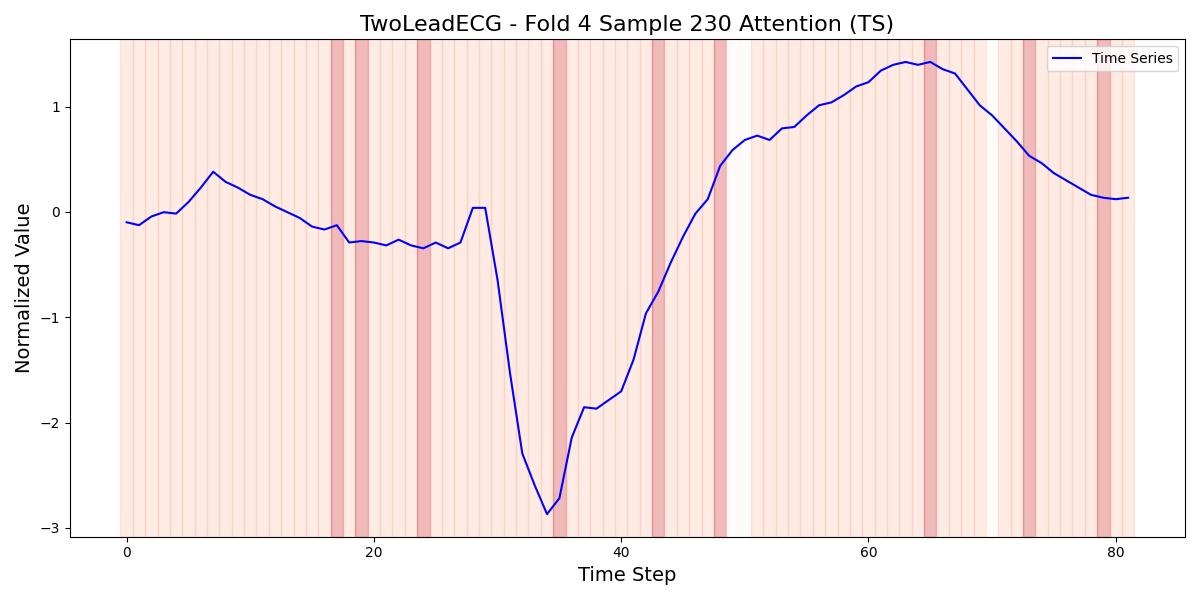 TwoLeadECG - Fold 4 Sample 230 Attention (TS)
Time Series
Normalized Value
1
0
−1
−2
−3
0
20
40
60
80
Time Step